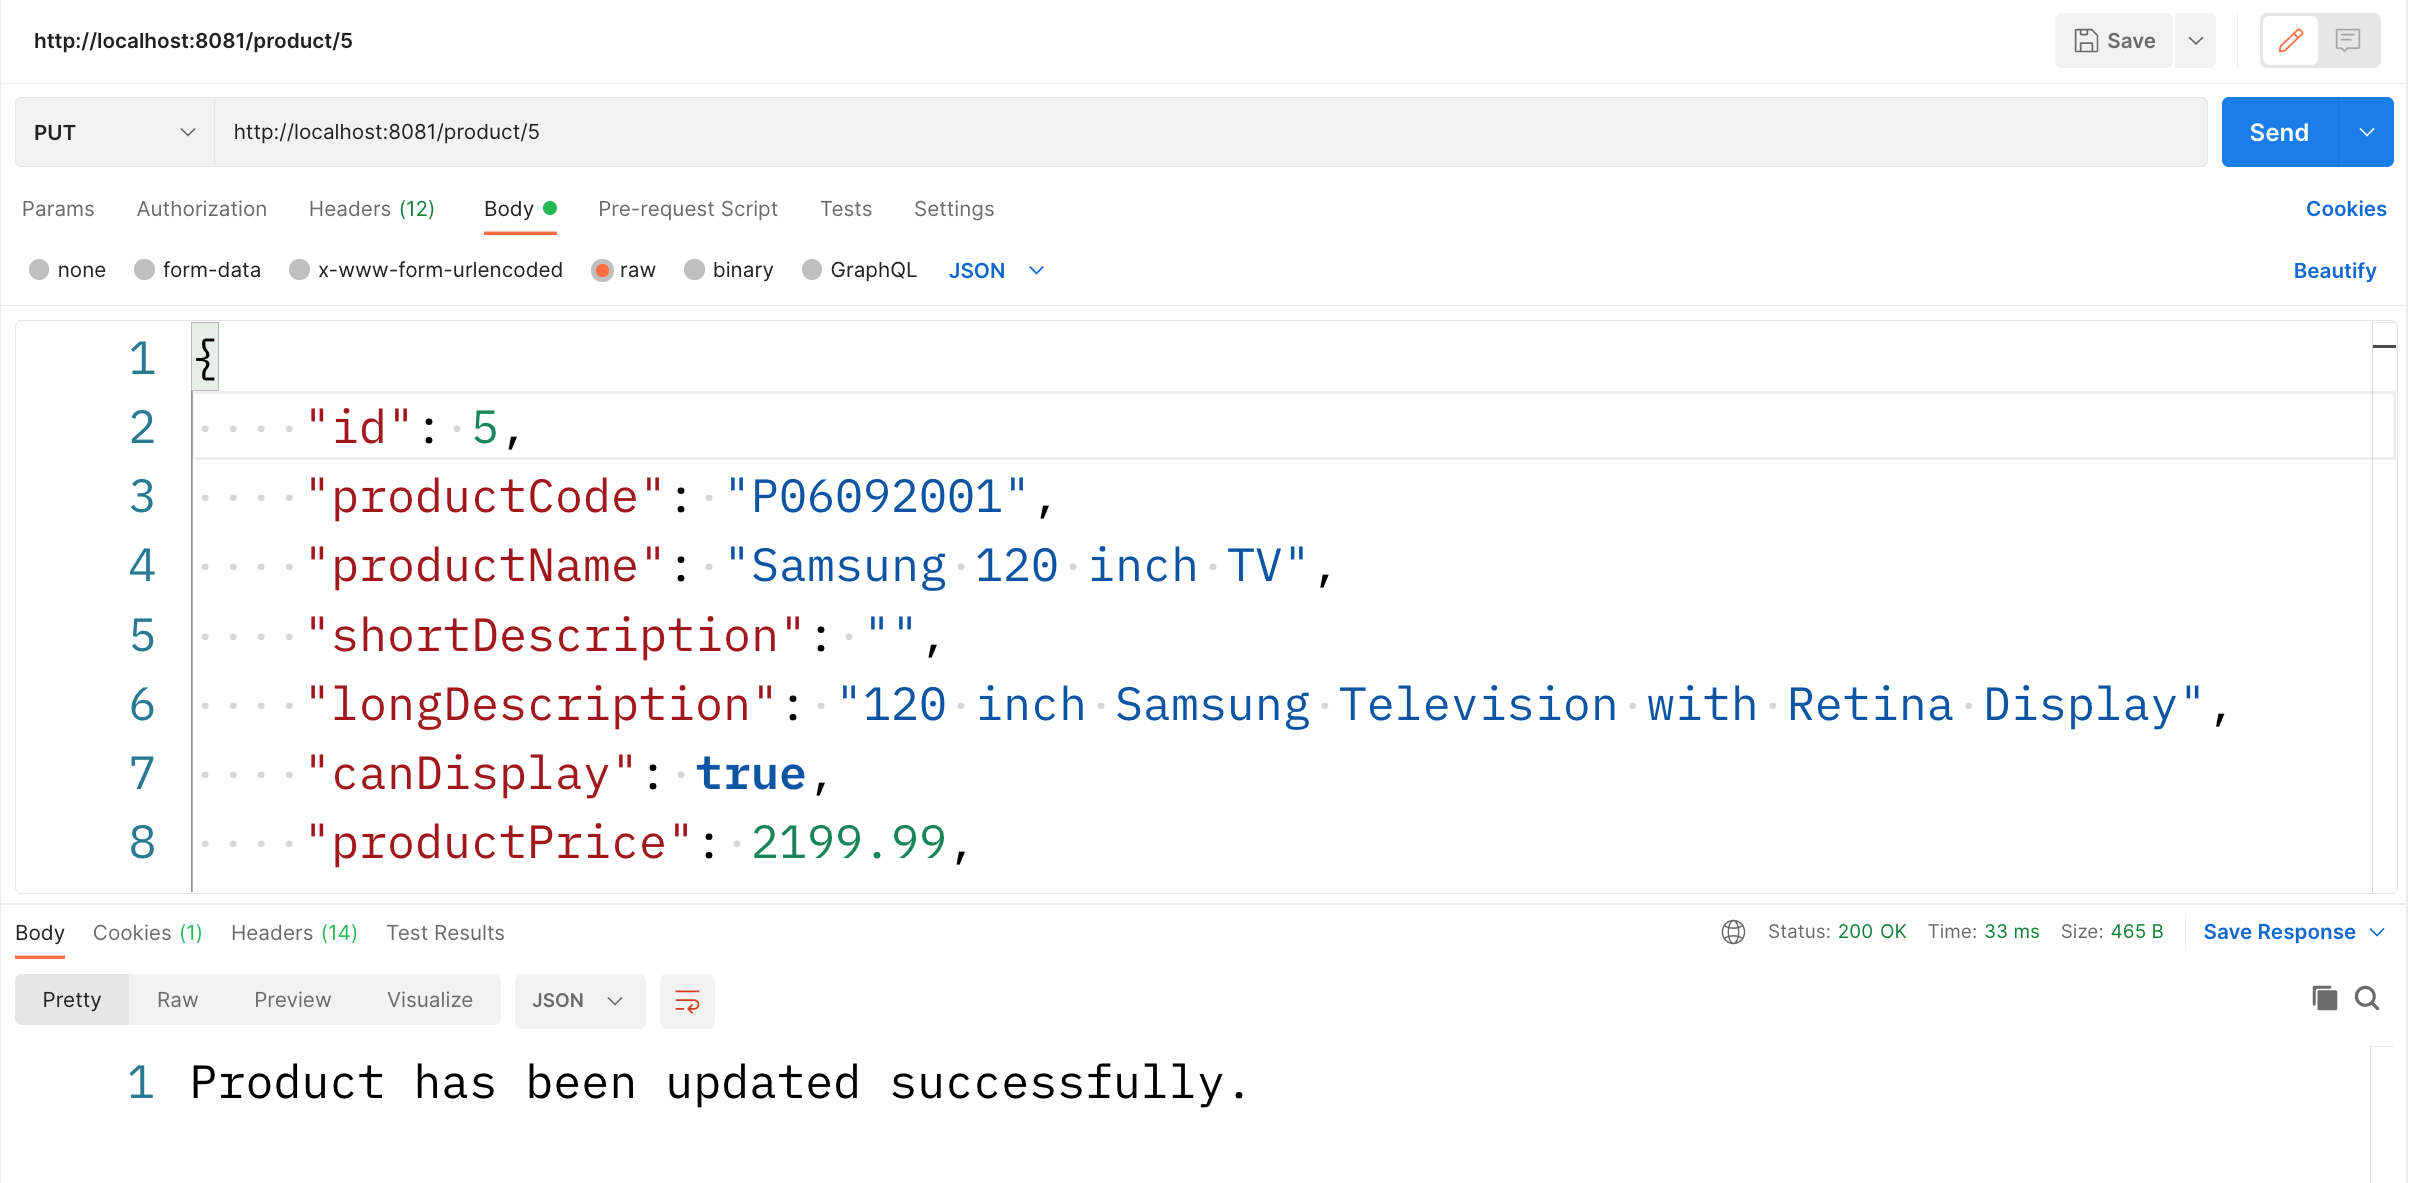 http://localhost:8081/product/5
Save
PUT http://localhost:8081/product/5 Send
Params Authorization Headers (12) Body Pre-request Script Tests Settings Cookies
none form-data x-www-form-urlencoded raw binary GraphQL JSON Beautify
1 {
2 "id": 5,
3 "productCode": "P06092001",
4 "productName": "Samsung 120 inch TV",
5 "shortDescription": "",
6 "longDescription": "120 inch Samsung Television with Retina Display",
7 "canDisplay": true,
8 "productPrice": 2199.99,
Body Cookies (1) Headers (14) Test Results Status: 200 OK Time: 33 ms Size: 465 B Save Response
Pretty Raw Preview Visualize JSON
1 Product has been updated successfully.